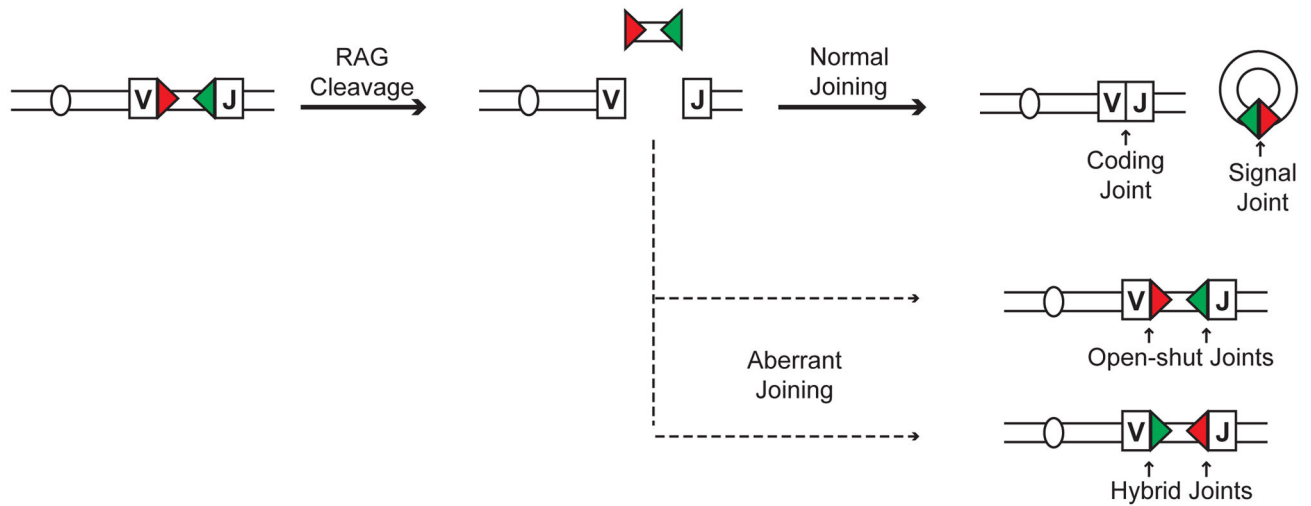 RAG
Cleavage
Normal
Joining
V J
V J
V J
Coding
Joint
Signal
Joint
V J
Open-shut Joints
Aberrant
Joining
V J
Hybrid Joints